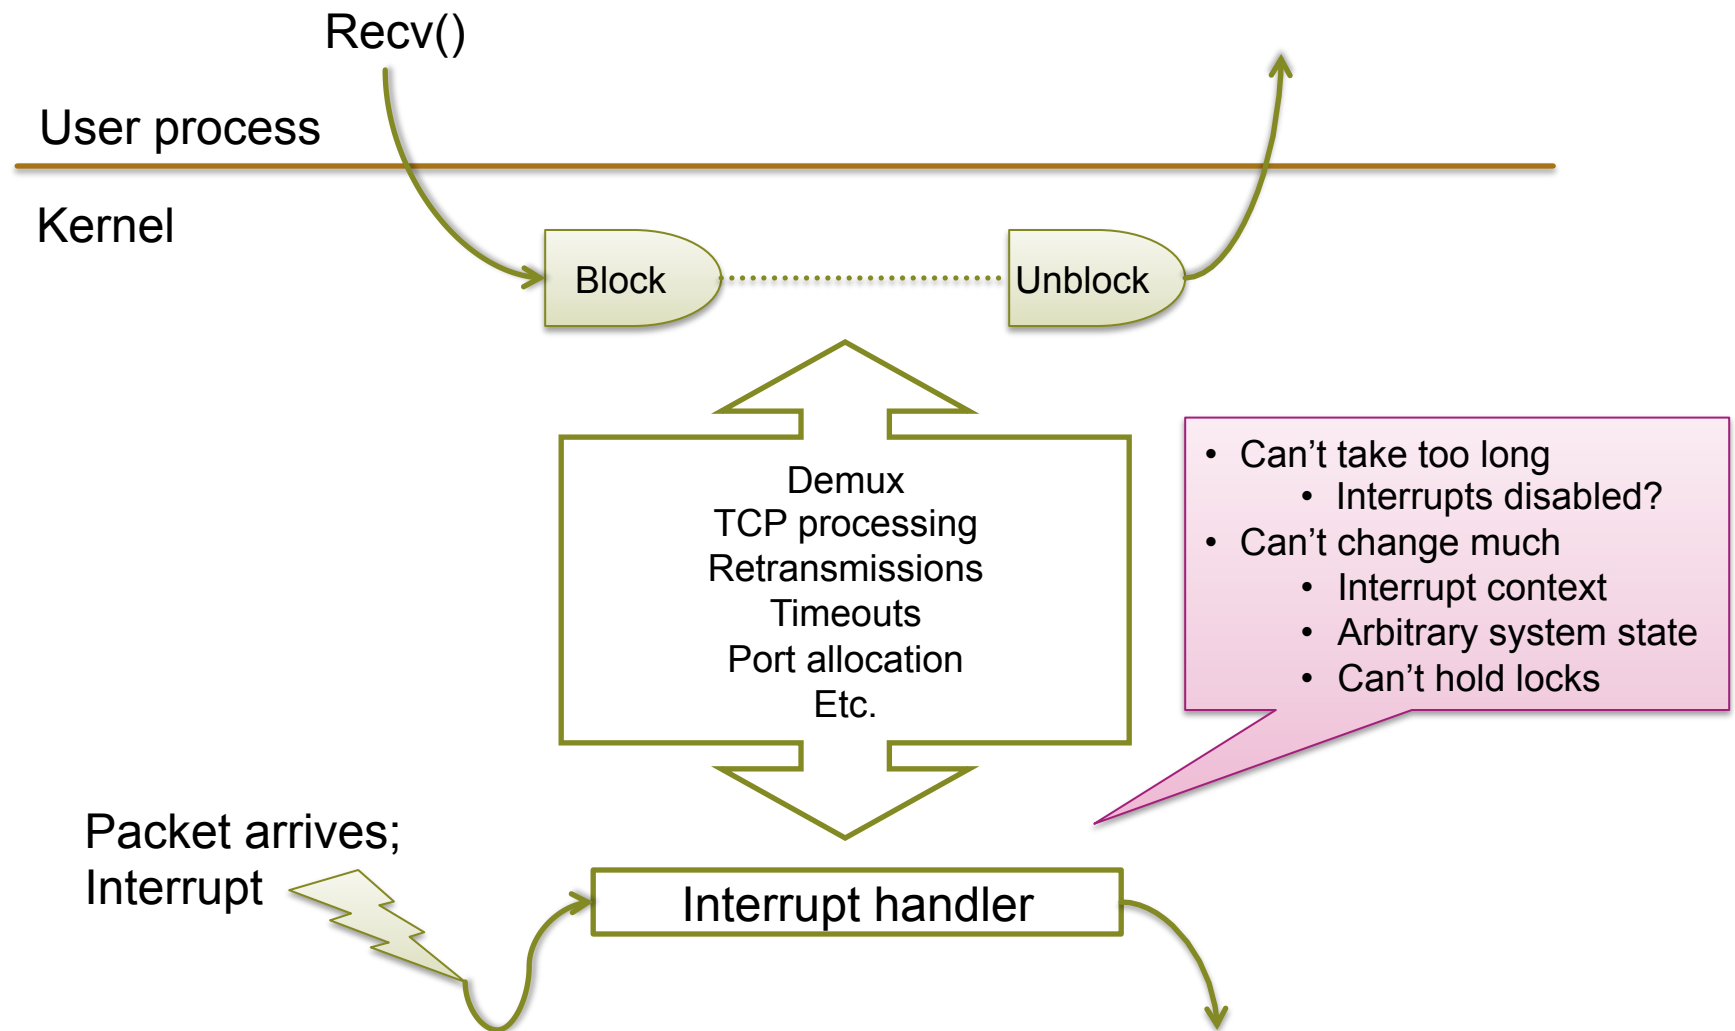 Recv()
User process
Kernel
Block
Unblock
Demux
TCP processing
Retransmissions
Timeouts
Port allocation
Etc.
• Can’t take too long
• Interrupts disabled?
• Can’t change much
• Interrupt context
• Arbitrary system state
• Can’t hold locks
Packet arrives;
Interrupt
Interrupt handler